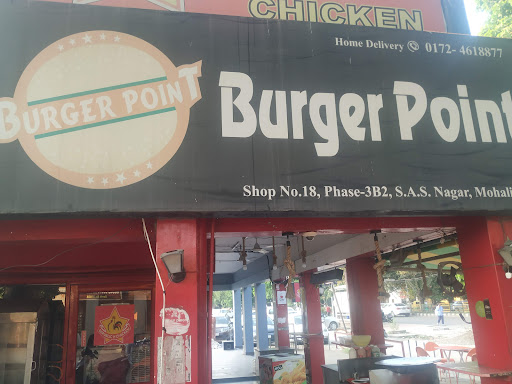 CHICKEN
Home Delivery 0172- 4618877
BURGER POINT
Burger Point
Shop No.18, Phase-3B2, S.A.S. Nagar, Mohali